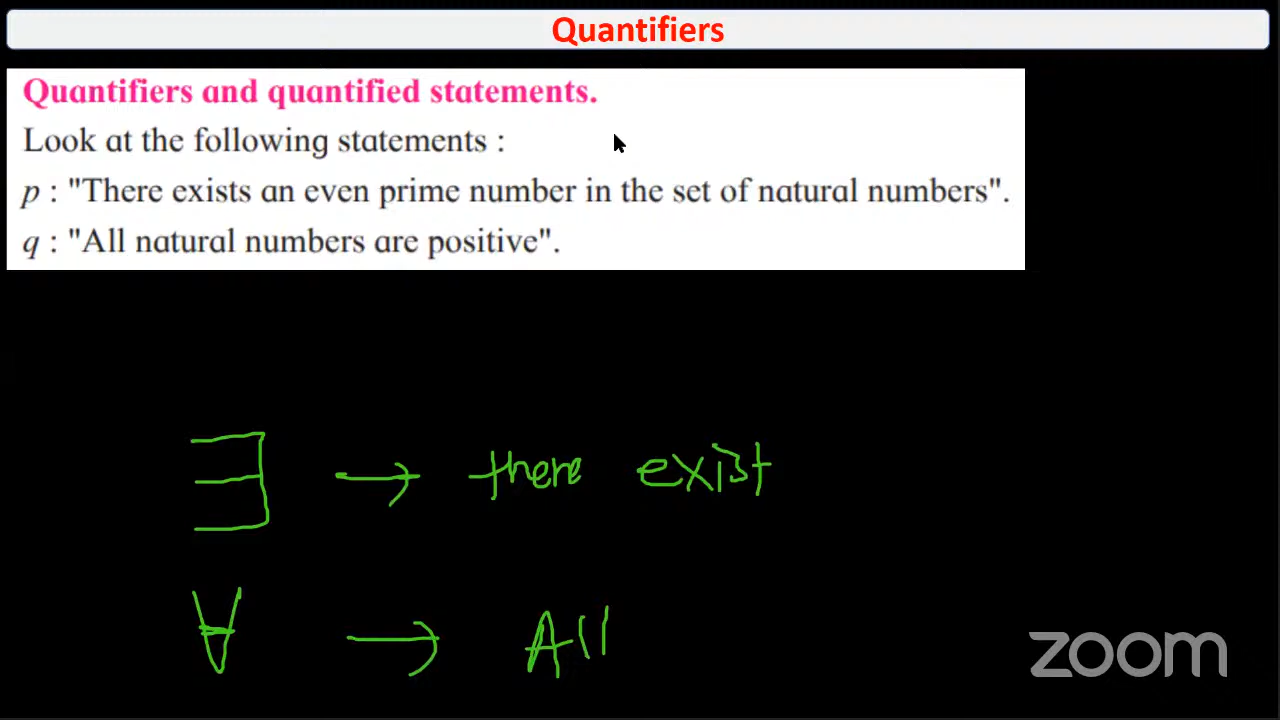 Quantifiers
Quantifiers and quantified statements.
Look at the following statements :
p : "There exists an even prime number in the set of natural numbers".
q : "All natural numbers are positive".
∃ → there exist
∀ → All
zoom